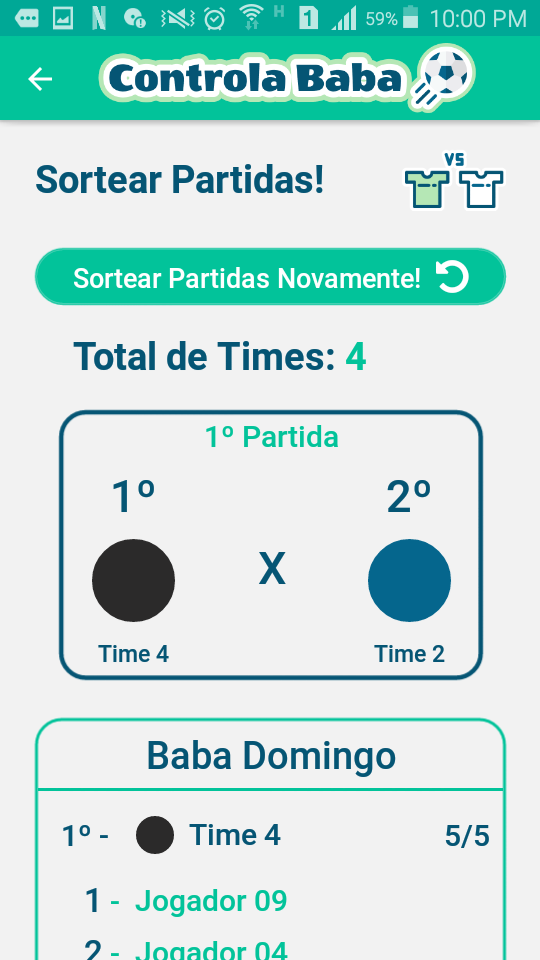 N H 1 59% 10:00 PM
Controla Baba
VS
Sortear Partidas!
Sortear Partidas Novamente!
Total de Times: 4
1º Partida
1º 2º
X
Time 4 Time 2
Baba Domingo
1º - Time 4 5/5
1 - Jogador 09
2 - Jogador 04